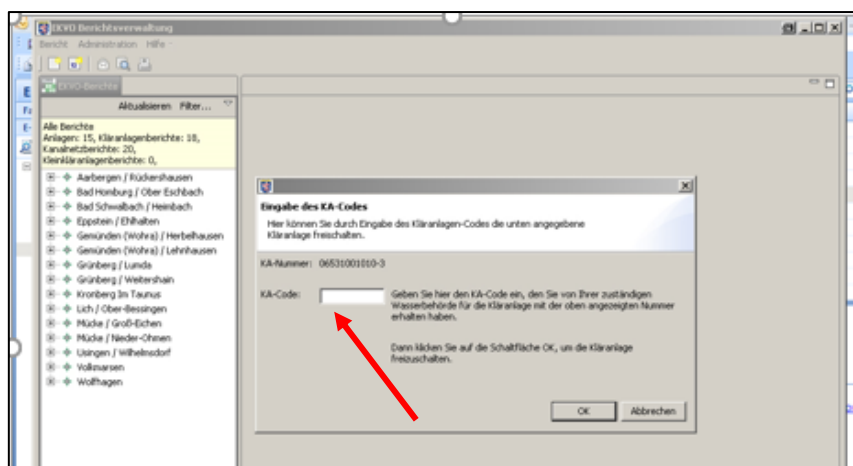 EKVO Berichtsverwaltung
Bericht Administration Hilfe
EKVO-Berichte
Aktualisieren Filter...
Alle Berichte
Anlagen: 15, Kläranlagenberichte: 18,
Kanalnetzberichte: 20,
Kleinkläranlagenberichte: 0,
Aarbergen / Rückershausen
Bad Homburg / Ober Eschbach
Bad Schwalbach / Heimbach
Eppstein / Ehlhalten
Gemünden (Wohra) / Herbelhausen
Gemünden (Wohra) / Lehnhausen
Grünberg / Lumda
Grünberg / Weitershain
Kronberg Im Taunus
Lich / Ober-Bessingen
Mücke / Groß-Eichen
Mücke / Nieder-Ohmen
Usingen / Wilhelmsdorf
Volkmarsen
Wolfhagen
Eingabe des KA-Codes
Hier können Sie durch Eingabe des Kläranlagen-Codes die unten angegebene
Kläranlage freischalten.
KA-Nummer: 06531001010-3
KA-Code:
Geben Sie hier den KA-Code ein, den Sie von Ihrer zuständigen
Wasserbehörde für die Kläranlage mit der oben angezeigten Nummer
erhalten haben.
Dann klicken Sie auf die Schaltfläche OK, um die Kläranlage
freizuschalten.
OK Abbrechen